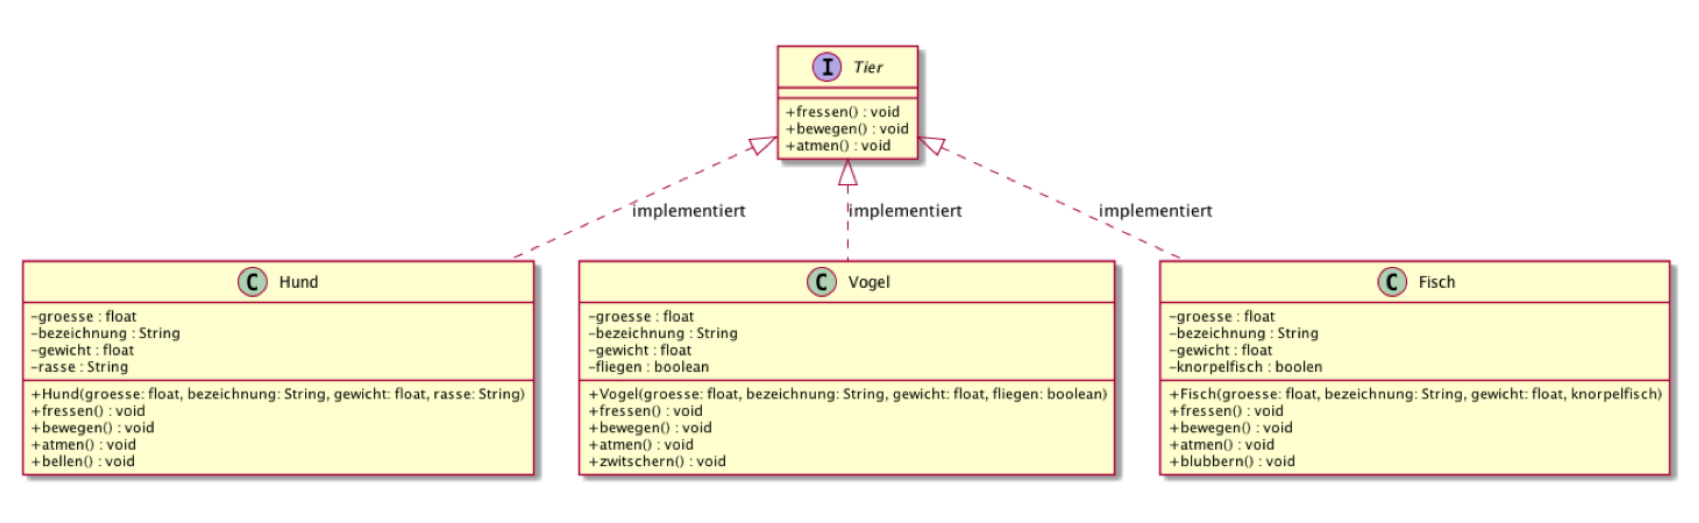 I Tier
+fressen() : void
+bewegen() : void
+atmen() : void
implementiert
implementiert
implementiert
C Hund
-groesse : float
-bezeichnung : String
-gewicht : float
-rasse : String
+Hund(groesse: float, bezeichnung: String, gewicht: float, rasse: String)
+fressen() : void
+bewegen() : void
+atmen() : void
+bellen() : void
C Vogel
-groesse : float
-bezeichnung : String
-gewicht : float
-fliegen : boolean
+Vogel(groesse: float, bezeichnung: String, gewicht: float, fliegen: boolean)
+fressen() : void
+bewegen() : void
+atmen() : void
+zwitschern() : void
C Fisch
-groesse : float
-bezeichnung : String
-gewicht : float
-knorpelfisch : boolen
+Fisch(groesse: float, bezeichnung: String, gewicht: float, knorpelfisch)
+fressen() : void
+bewegen() : void
+atmen() : void
+blubbern() : void